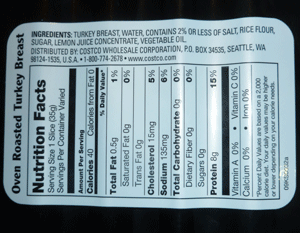 INGREDIENTS: TURKEY BREAST, WATER, CONTAINS 2% OR LESS OF SALT, RICE FLOUR,
SUGAR, LEMON JUICE CONCENTRATE, VEGETABLE OIL.
DISTRIBUTED BY COSTCO WHOLESALE CORPORATION, P.O. BOX 34535, SEATTLE, WA
98124-1535, U.S.A. • 1-800-774-2678 • www.costco.com
Oven Roasted Turkey Breast
Nutrition Facts
Serving Size 1 Slice (35g)
Servings Per Container Varied
Amount Per Serving
Calories 40 Calories from Fat 0
% Daily Value*
Total Fat 0.5g 1%
Saturated Fat 0g 0%
Trans Fat 0g
Cholesterol 15mg 5%
Sodium 135mg 6%
Total Carbohydrate 0g 0%
Dietary Fiber 0g 0%
Sugars 0g
Protein 8g 15%
Vitamin A 0% • Vitamin C 0%
Calcium 0% • Iron 0%
*Percent Daily Values are based on a 2,000
calorie diet. Your daily values may be higher
or lower depending on your calorie needs.